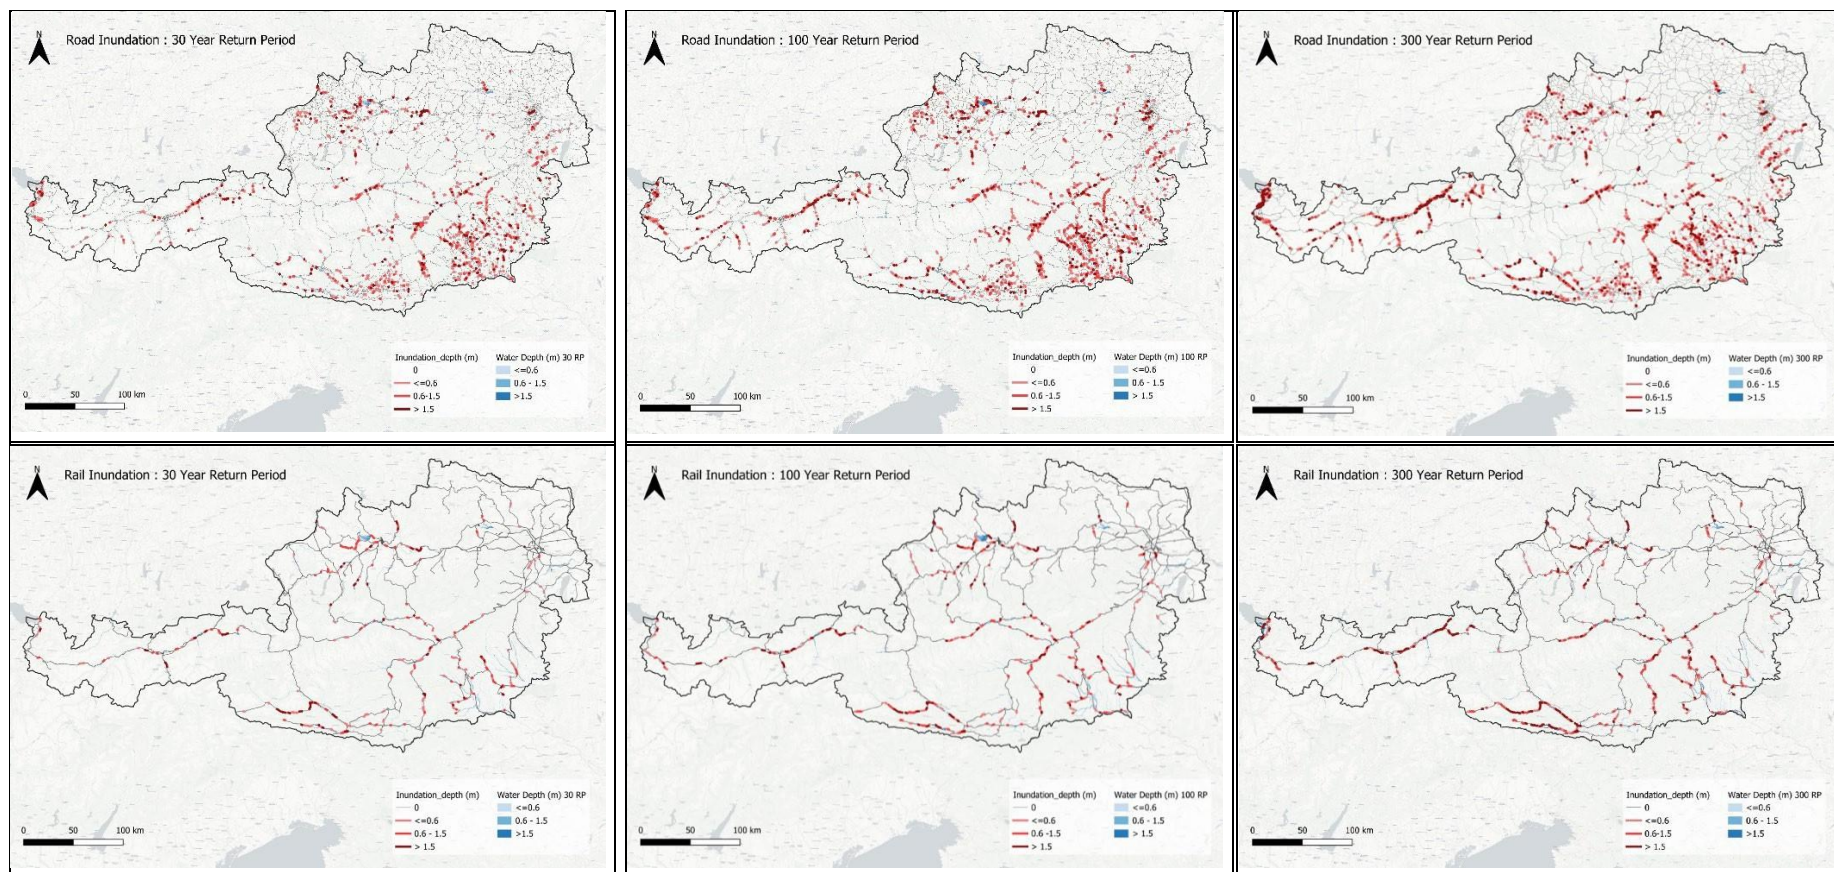 N
Road Inundation : 30 Year Return Period
Inundation_depth (m) Water Depth (m) 30 RP
0 <=0.6
<=0.6 0.6 - 1.5
0.6-1.5 >1.5
> 1.5
0 50 100 km
N
Road Inundation : 100 Year Return Period
Inundation_depth (m) Water Depth (m) 100 RP
0 <=0.6
<=0.6 0.6 - 1.5
0.6 -1.5 > 1.5
> 1.5
0 50 100 km
N
Road Inundation : 300 Year Return Period
Inundation_depth (m) Water Depth (m) 300 RP
0 <=0.6
<=0.6 0.6 - 1.5
0.6-1.5 >1.5
> 1.5
0 50 100 km
N
Rail Inundation : 30 Year Return Period
Inundation_depth (m) Water Depth (m) 30 RP
0 <=0.6
<=0.6 0.6 - 1.5
0.6 - 1.5 >1.5
> 1.5
0 50 100 km
N
Rail Inundation : 100 Year Return Period
Inundation_depth (m) Water Depth (m) 100 RP
0 <=0.6
<=0.6 0.6 - 1.5
0.6 -1.5 > 1.5
> 1.5
0 50 100 km
N
Rail Inundation : 300 Year Return Period
Inundation_depth (m) Water Depth (m) 300 RP
0 <=0.6
<=0.6 0.6 - 1.5
0.6-1.5 >1.5
> 1.5
0 50 100 km